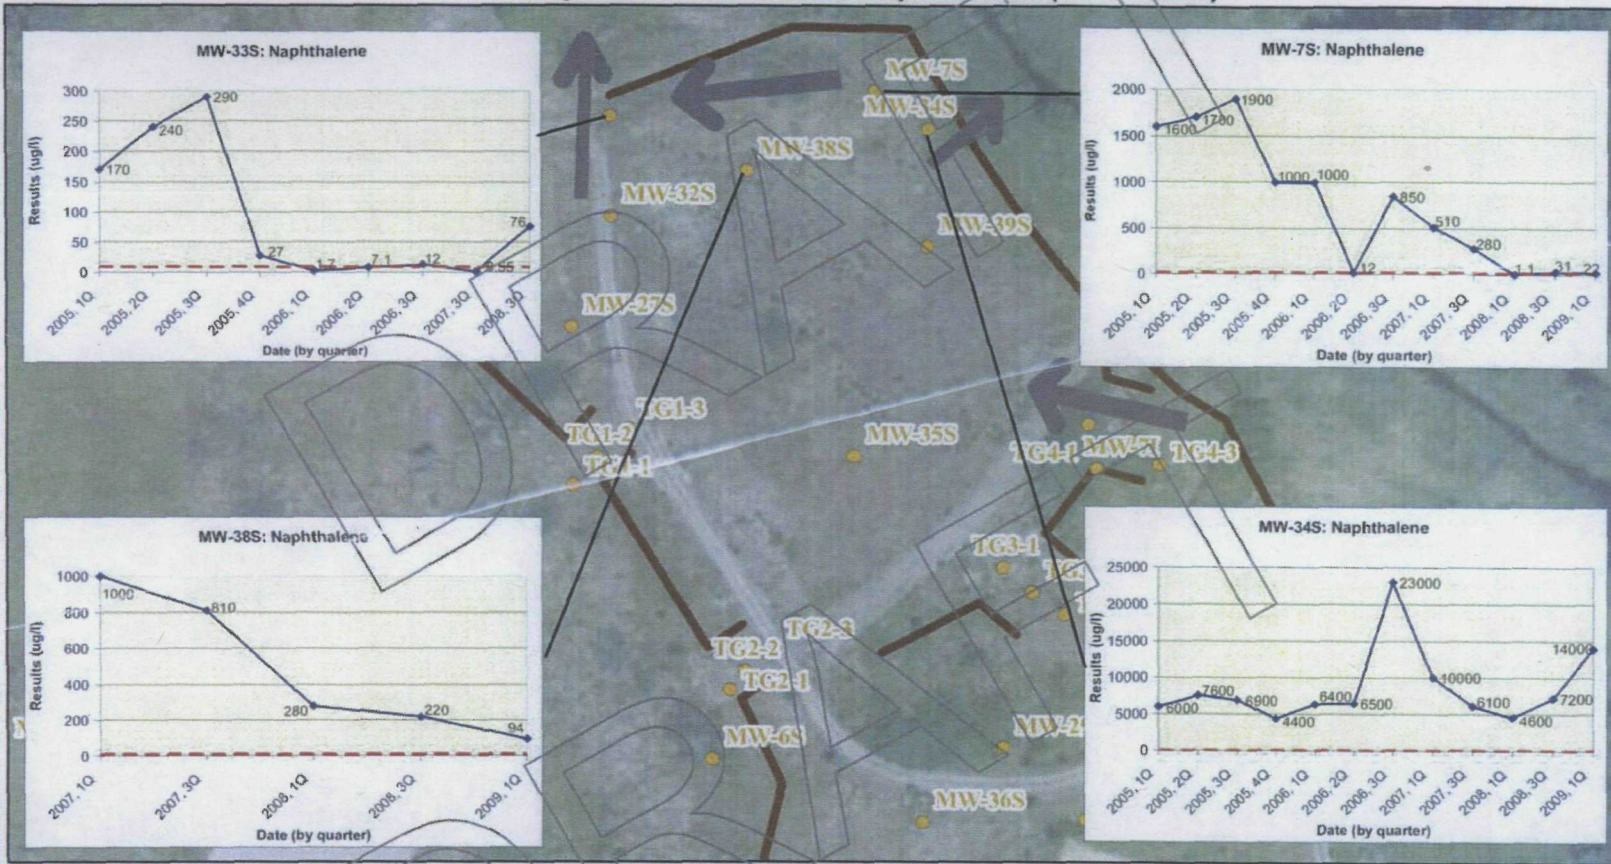 MW-33S: Naphthalene
Results (ug/l)
300
250
200
150
100
50
0
170
240
290
27
1.7
7.1
12
0.55
76
2005, 1Q
2005, 2Q
2005, 3Q
2005, 4Q
2006, 1Q
2006, 2Q
2006, 3Q
2007, 3Q
2008, 3Q
Date (by quarter)
MW-7S: Naphthalene
Results (ug/l)
2000
1500
1000
500
0
1600
1700
1900
1000
1000
12
850
510
280
1.1
31
22
2005, 1Q
2005, 2Q
2005, 3Q
2005, 4Q
2006, 1Q
2006, 2Q
2006, 3Q
2007, 1Q
2007, 3Q
2008, 1Q
2008, 3Q
2009, 1Q
Date (by quarter)
MW-7S
MW-34S
MW-38S
MW-32S
MW-39S
MW-27S
TG1-3
TG1-2
TG1-1
MW-35S
TG4-1
TG4-3
TG3-1
TG2-3
TG2-2
TG2-1
MW-6S
MW-36S
DRAFT
MW-38S: Naphthalene
Results (ug/l)
1000
800
600
400
200
0
1000
810
280
220
94
2007, 1Q
2007, 3Q
2008, 1Q
2008, 3Q
2009, 1Q
Date (by quarter)
MW-34S: Naphthalene
Results (ug/l)
25000
20000
15000
10000
5000
0
6000
7600
6900
4400
6400
6500
23000
10000
6100
4600
7200
14000
2005, 1Q
2005, 2Q
2005, 3Q
2005, 4Q
2006, 1Q
2006, 2Q
2006, 3Q
2007, 1Q
2007, 3Q
2008, 1Q
2008, 3Q
2009, 1Q
Date (by quarter)